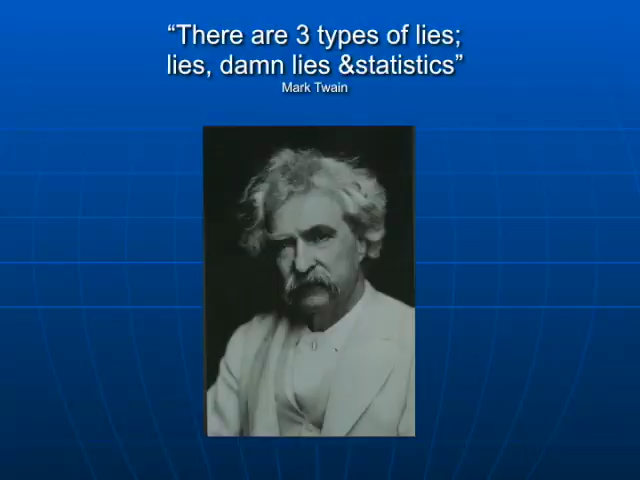 “There are 3 types of lies;
lies, damn lies &statistics”
Mark Twain